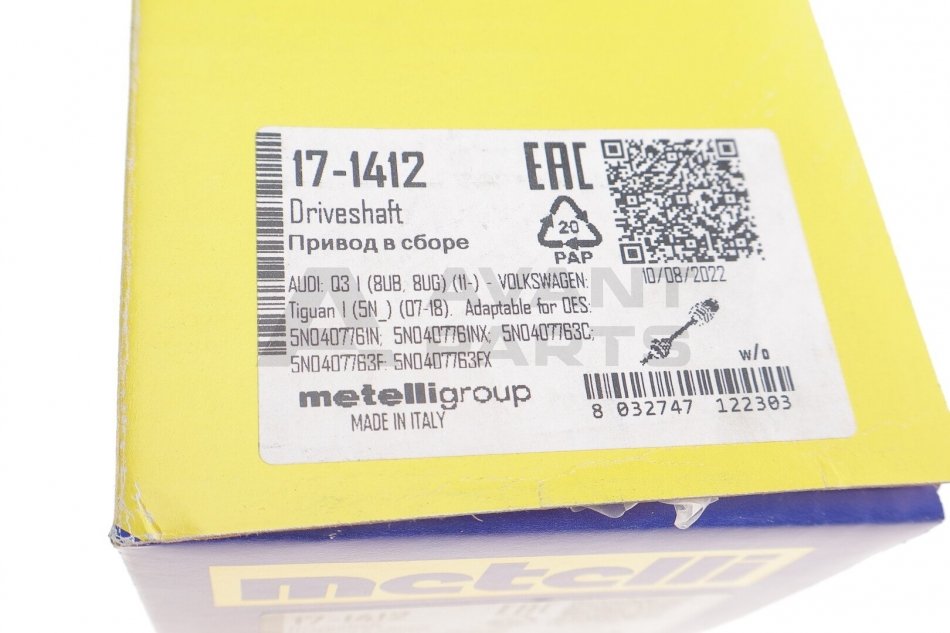 17-1412
Driveshaft
Привод в сборе
EAC
20
PAP
10/08/2022
AUDI: Q3 I (8UB, 8UG) (11-) - VOLKSWAGEN:
Tiguan I (5N_) (07-18). Adaptable for OES:
5N0407761N; 5N0407761NX; 5N0407763C;
5N0407763F; 5N0407763FX
w/o
metelligroup
MADE IN ITALY
8 032747 122303
AVANT
PARTS
metelli
17-1412